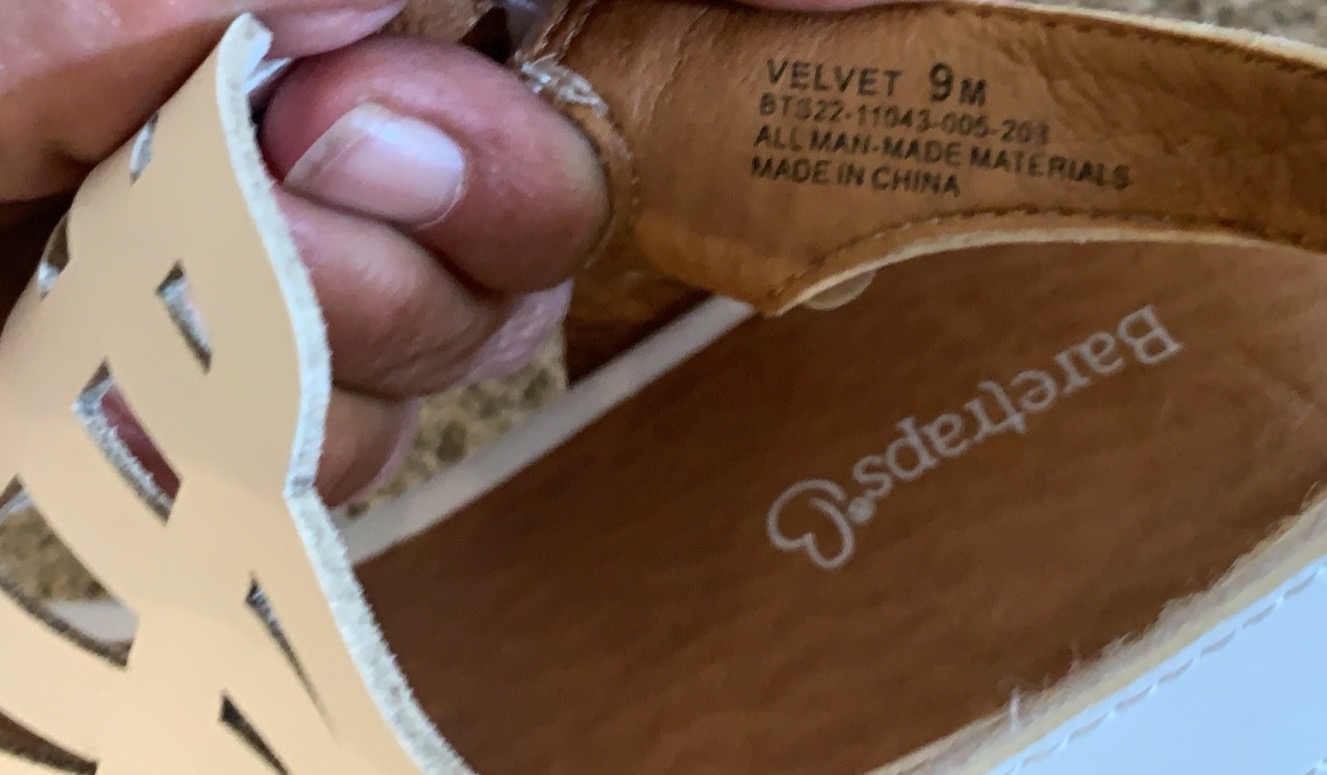 VELVET 9M
BTS22-11043-005-203
ALL MAN-MADE MATERIALS
MADE IN CHINA
Baretraps®